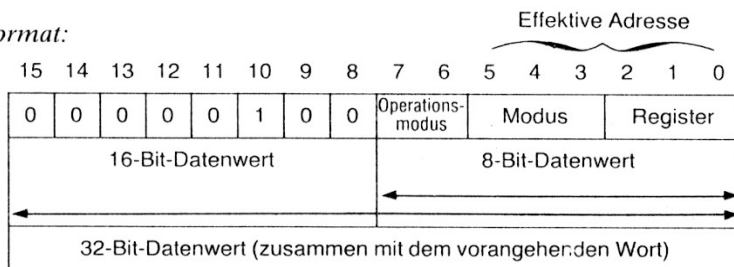 Effektive Adresse
ormat:
15 14 13 12 11 10 9 8 7 6 5 4 3 2 1 0
0 0 0 0 0 1 0 0 Operations-
modus Modus Register
16-Bit-Datenwert 8-Bit-Datenwert
32-Bit-Datenwert (zusammen mit dem vorangehenden Wort)